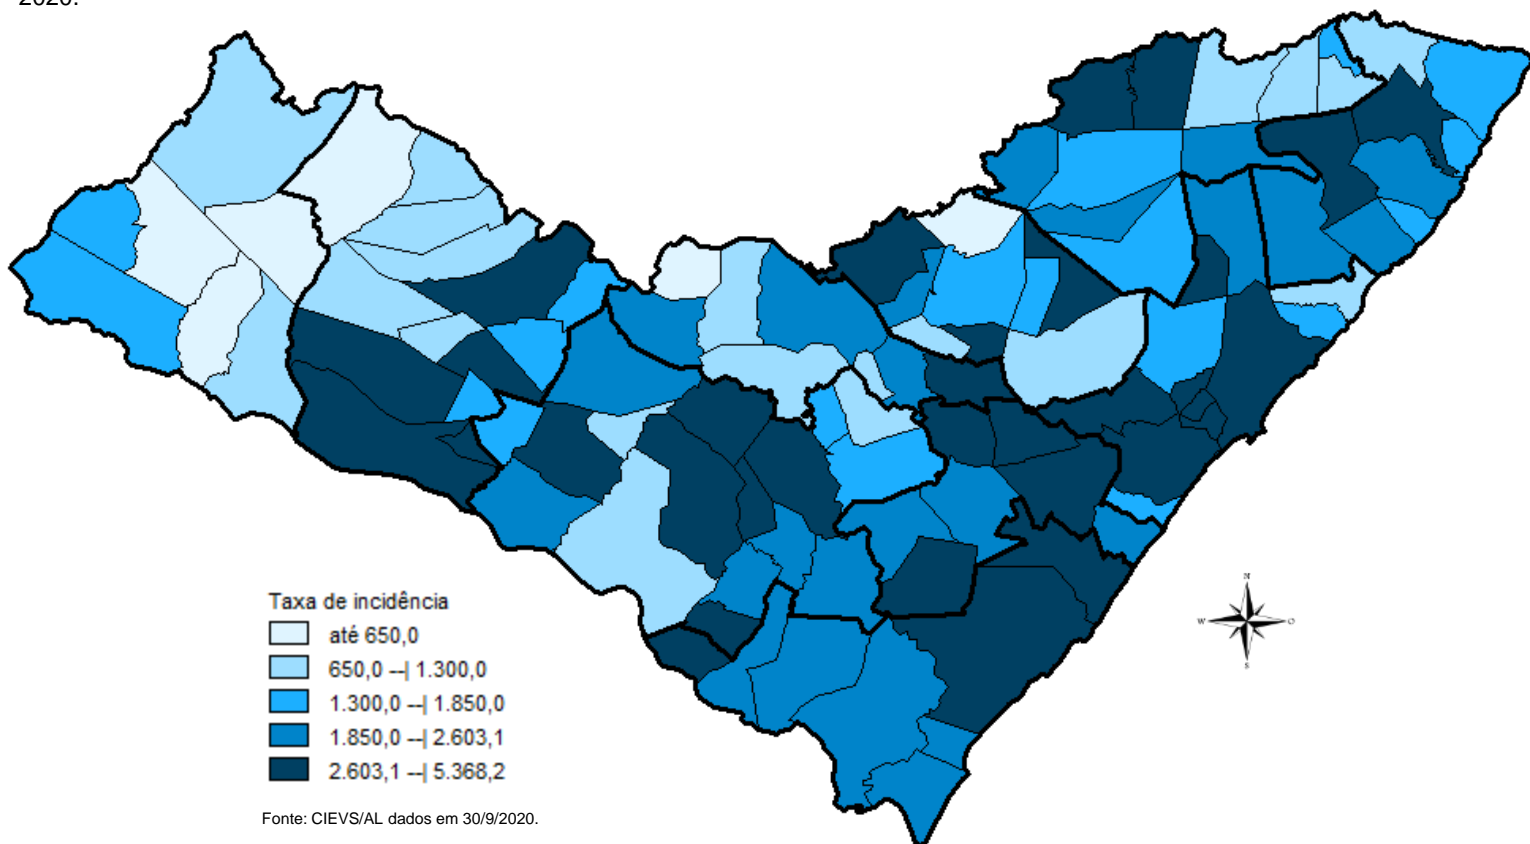 2020.
Taxa de incidência
até 650,0
650,0 --| 1.300,0
1.300,0 --| 1.850,0
1.850,0 --| 2.603,1
2.603,1 --| 5.368,2
Fonte: CIEVS/AL dados em 30/9/2020.
N
W
O
S